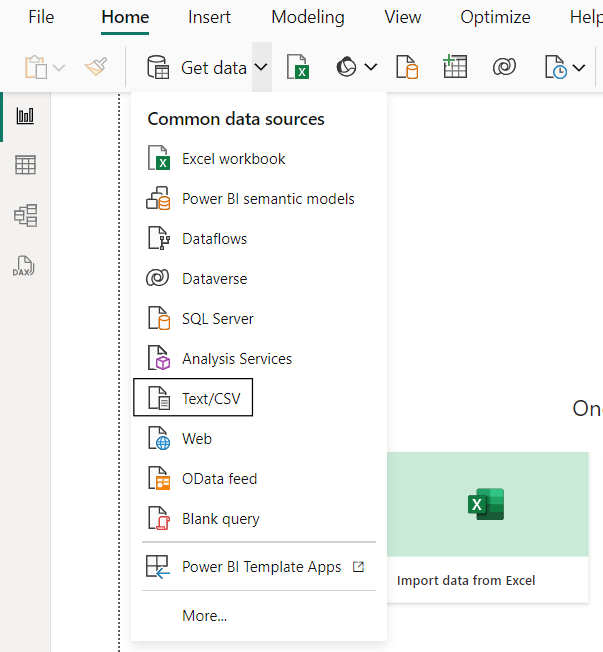 File Home Insert Modeling View Optimize Help
Get data
Common data sources
Excel workbook
Power BI semantic models
Dataflows
Dataverse
SQL Server
Analysis Services
Text/CSV
Web
OData feed
Blank query
Power BI Template Apps
More...
DAX
Import data from Excel